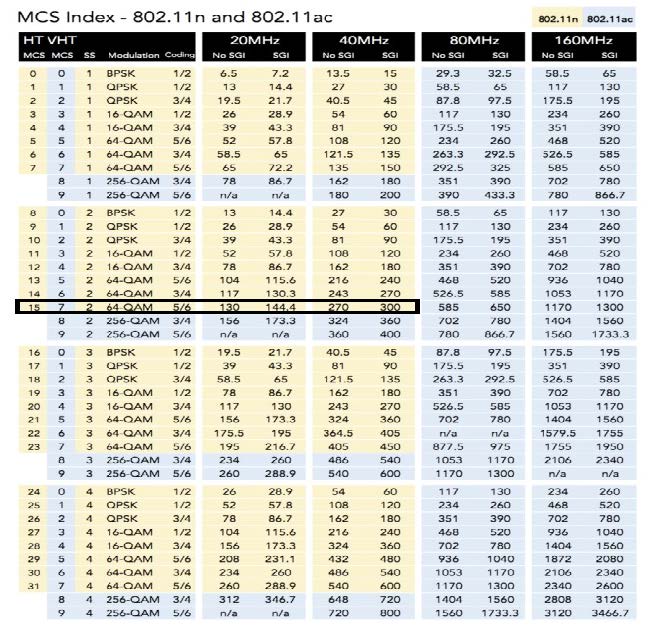 MCS Index - 802.11n and 802.11ac
802.11n 802.11ac
HT VHT 20MHz 40MHz 80MHz 160MHz
MCS MCS SS Modulation Coding No SGI SGI No SGI SGI No SGI SGI No SGI SGI
0 0 1 BPSK 1/2 6.5 7.2 13.5 15 29.3 32.5 58.5 65
1 1 1 QPSK 1/2 13 14.4 27 30 58.5 65 117 130
2 2 1 QPSK 3/4 19.5 21.7 40.5 45 87.8 97.5 175.5 195
3 3 1 16-QAM 1/2 26 28.9 54 60 117 130 234 260
4 4 1 16-QAM 3/4 39 43.3 81 90 175.5 195 351 390
5 5 1 64-QAM 5/6 52 57.8 108 120 234 260 468 520
6 6 1 64-QAM 3/4 58.5 65 121.5 135 263.3 292.5 526.5 585
7 7 1 64-QAM 5/6 65 72.2 135 150 292.5 325 585 650
8 1 256-QAM 3/4 78 86.7 162 180 351 390 702 780
9 1 256-QAM 5/6 n/a n/a 180 200 390 433.3 780 866.7
8 0 2 BPSK 1/2 13 14.4 27 30 58.5 65 117 130
9 1 2 QPSK 1/2 26 28.9 54 60 117 130 234 260
10 2 2 QPSK 3/4 39 43.3 81 90 175.5 195 351 390
11 3 2 16-QAM 1/2 52 57.8 108 120 234 260 468 520
12 4 2 16-QAM 3/4 78 86.7 162 180 351 390 702 780
13 5 2 64-QAM 5/6 104 115.6 216 240 468 520 936 1040
14 6 2 64-QAM 3/4 117 130.3 243 270 526.5 585 1053 1170
15 7 2 64-QAM 5/6 130 144.4 270 300 585 650 1170 1300
8 2 256-QAM 3/4 156 173.3 324 360 702 780 1404 1560
9 2 256-QAM 5/6 n/a n/a 360 400 780 866.7 1560 1733.3
16 0 3 BPSK 1/2 19.5 21.7 40.5 45 87.8 97.5 175.5 195
17 1 3 QPSK 1/2 39 43.3 81 90 175.5 195 351 390
18 2 3 QPSK 3/4 58.5 65 121.5 135 263.3 292.5 526.5 585
19 3 3 16-QAM 1/2 78 86.7 162 180 351 390 702 780
20 4 3 16-QAM 3/4 117 130 243 270 526.5 585 1053 1170
21 5 3 64-QAM 5/6 156 173.3 324 360 702 780 1404 1560
22 6 3 64-QAM 3/4 175.5 195 364.5 405 n/a n/a 1579.5 1755
23 7 3 64-QAM 5/6 195 216.7 405 450 877.5 975 1755 1950
8 3 256-QAM 3/4 234 260 486 540 1053 1170 2106 2340
9 3 256-QAM 5/6 260 288.9 540 600 1170 1300 n/a n/a
24 0 4 BPSK 1/2 26 28.9 54 60 117 130 234 260
25 1 4 QPSK 1/2 52 57.8 108 120 234 260 468 520
26 2 4 QPSK 3/4 78 86.7 162 180 351 390 702 780
27 3 4 16-QAM 1/2 104 115.6 216 240 468 520 936 1040
28 4 4 16-QAM 3/4 156 173.3 324 360 702 780 1404 1560
29 5 4 64-QAM 5/6 208 231.1 432 480 936 1040 1872 2080
30 6 4 64-QAM 3/4 234 260 486 540 1053 1170 2106 2340
31 7 4 64-QAM 5/6 260 288.9 540 600 1170 1300 2340 2600
8 4 256-QAM 3/4 312 346.7 648 720 1404 1560 2808 3120
9 4 256-QAM 5/6 n/a n/a 720 800 1560 1733.3 3120 3466.7